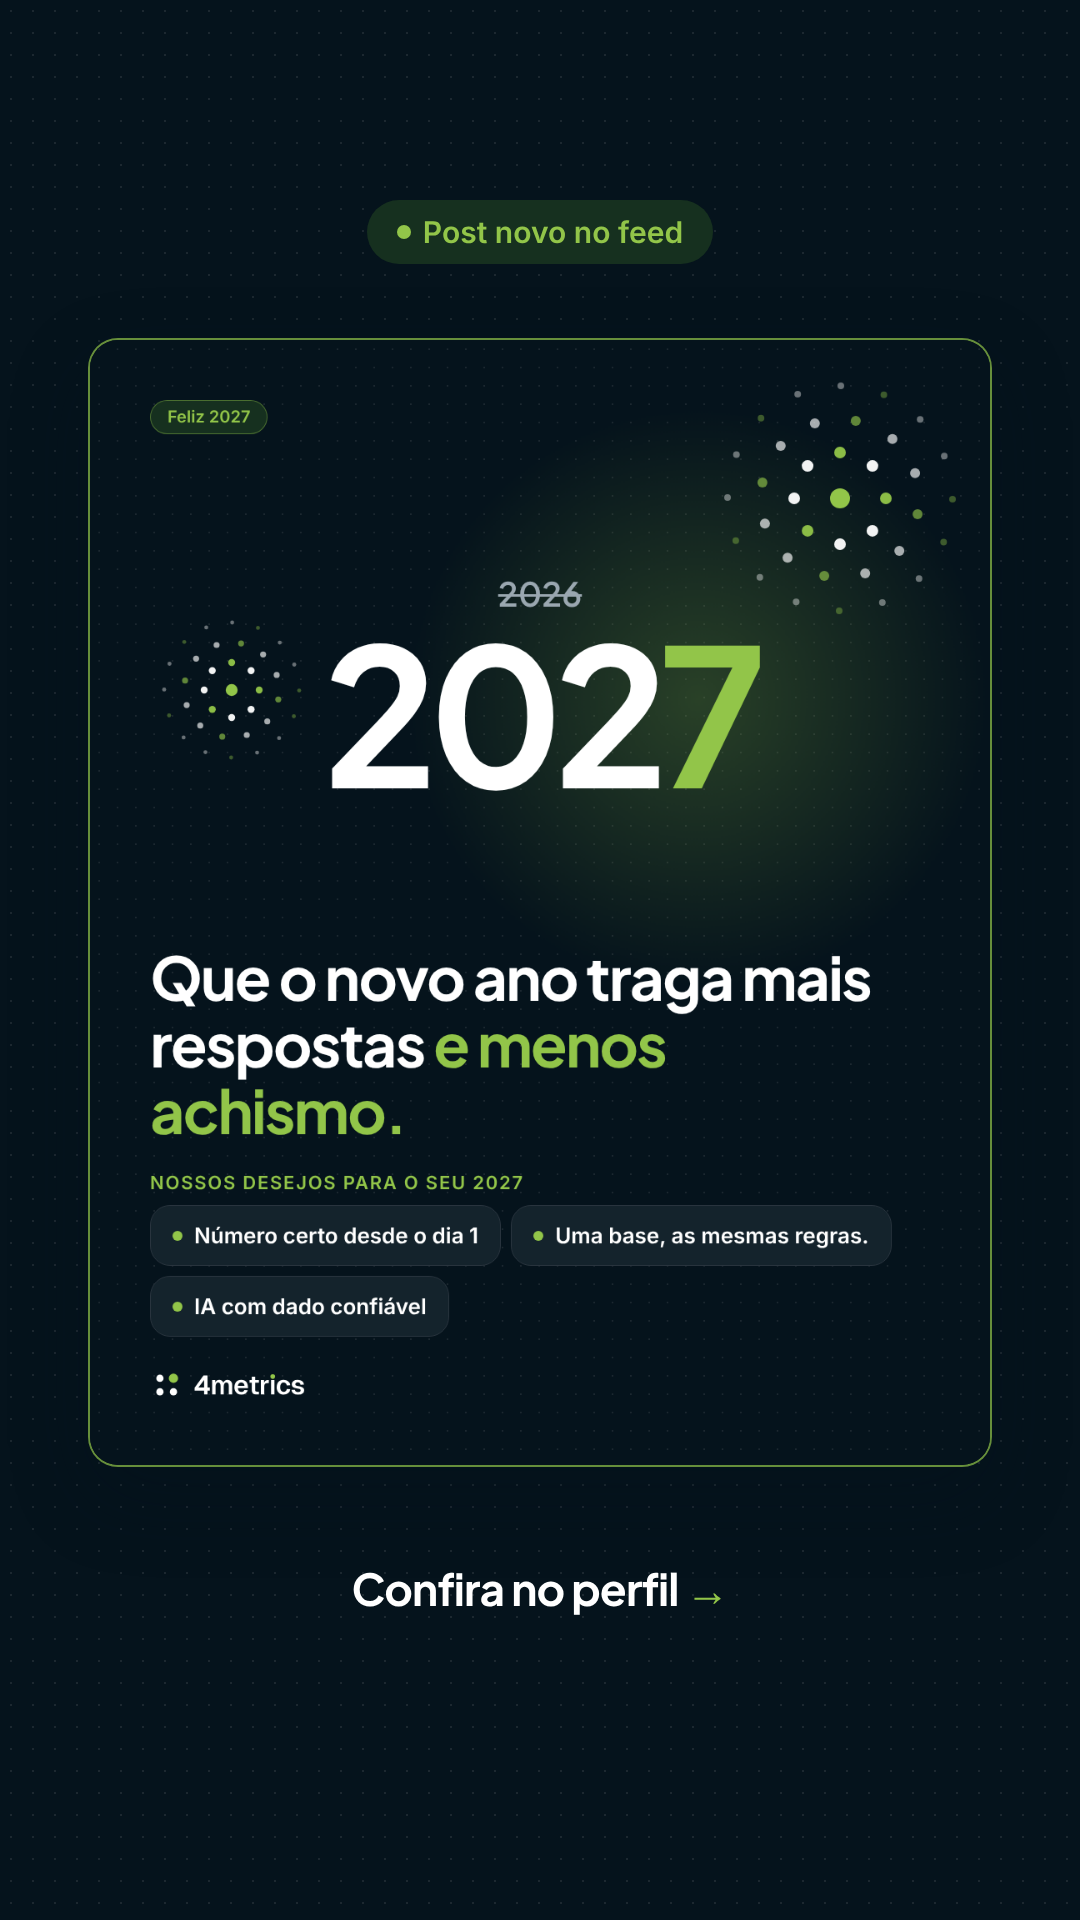 Post novo no feed
Feliz 2027
2026
2027
Que o novo ano traga mais
respostas e menos
achismo.
NOSSOS DESEJOS PARA O SEU 2027
Número certo desde o dia 1
Uma base, as mesmas regras.
IA com dado confiável
4metrics
Confira no perfil →